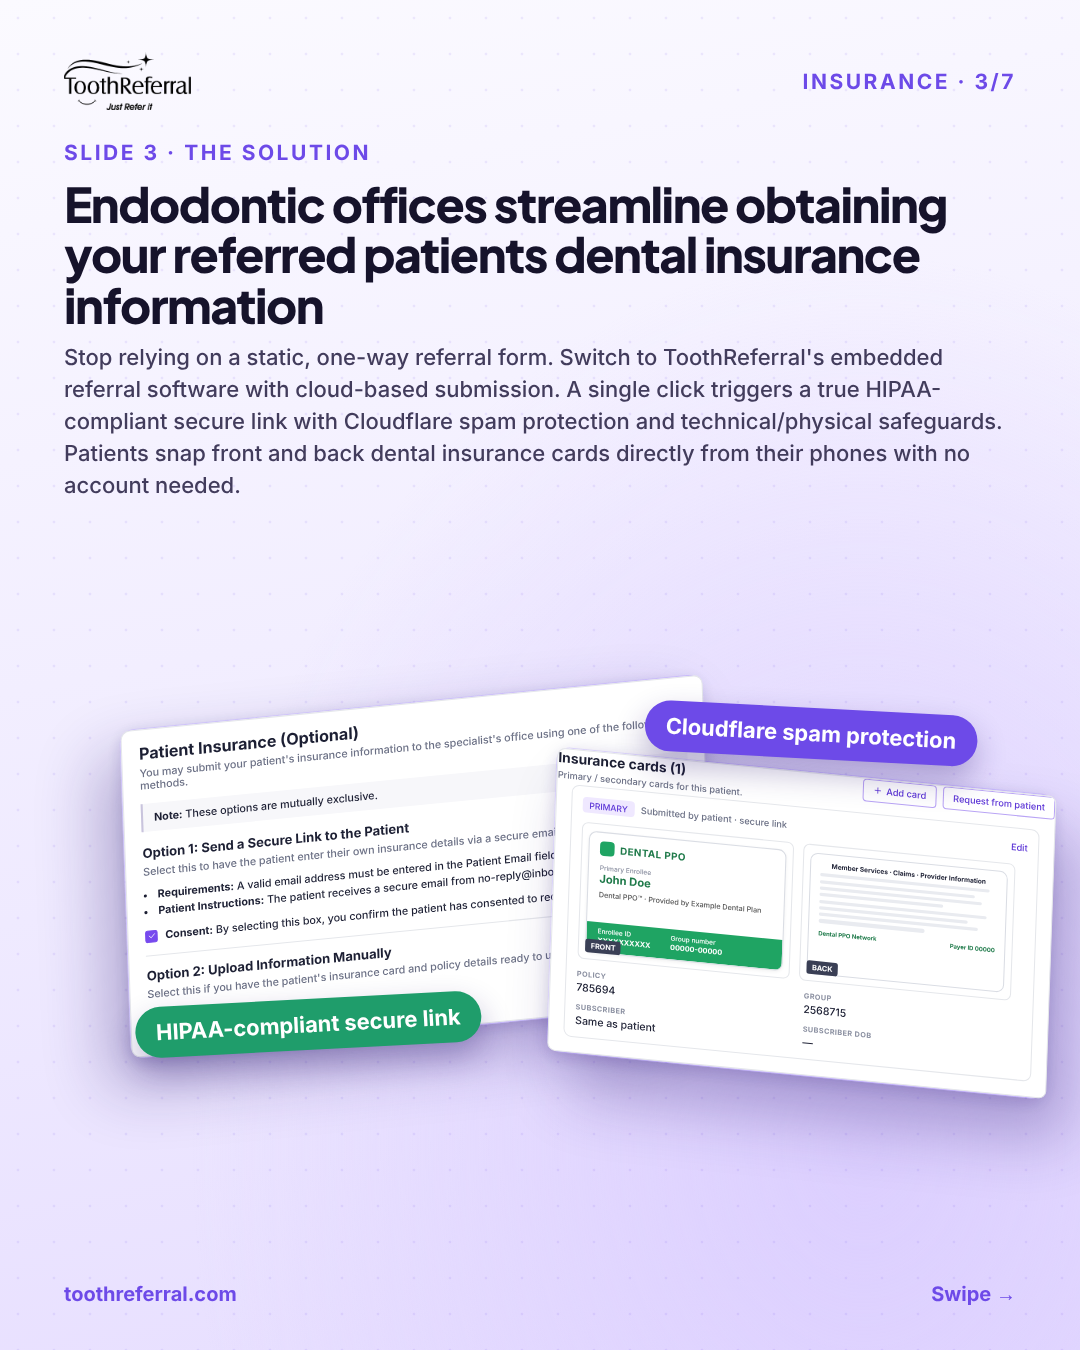 ToothReferral
Just Refer it
INSURANCE · 3/7
SLIDE 3 · THE SOLUTION
Endodontic offices streamline obtaining
your referred patients dental insurance
information
Stop relying on a static, one-way referral form. Switch to ToothReferral's embedded
referral software with cloud-based submission. A single click triggers a true HIPAA-
compliant secure link with Cloudflare spam protection and technical/physical safeguards.
Patients snap front and back dental insurance cards directly from their phones with no
account needed.
Patient Insurance (Optional)
You may submit your patient's insurance information to the specialist's office using one of the
methods.
Note: These options are mutually exclusive.
Option 1: Send a Secure Link to the Patient
Select this to have the patient enter their own insurance details via a secure
• Requirements: A valid email address must be entered in the Patient Email
• Patient Instructions: The patient receives a secure email from
Consent: By selecting this box, you confirm the patient has consented to
Option 2: Upload Information Manually
Select this if you have the patient's insurance card and policy details ready to
HIPAA-compliant secure link
Cloudflare spam protection
Insurance cards (1)
Primary / secondary cards for this patient.
+ Add card
Request from patient
PRIMARY
Submitted by patient · secure link
Edit
DENTAL PPO
Primary Enrollee
John Doe
Dental PPO™ · Provided by Example Dental Plan
Enrollee ID
Group number
00000-00000
FRONT
Member Services · Claims · Provider Information
Dental PPO Network
Payer ID 00000
BACK
POLICY
785694
GROUP
2568715
SUBSCRIBER
Same as patient
SUBSCRIBER DOB
—
toothreferral.com
Swipe →